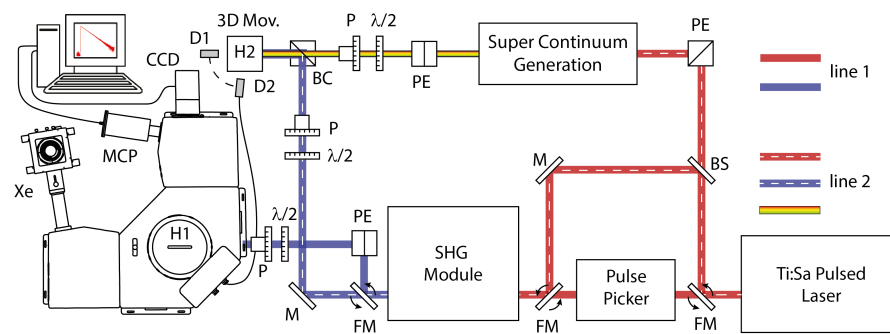 3D Mov.
D1
H2
P
λ/2
PE
Super Continuum
Generation
PE
line 1
CCD
BC
D2
MCP
P
λ/2
M
BS
line 2
Xe
H1
λ/2
P
PE
SHG
Module
Pulse
Picker
Ti:Sa Pulsed
Laser
M
FM
FM
FM